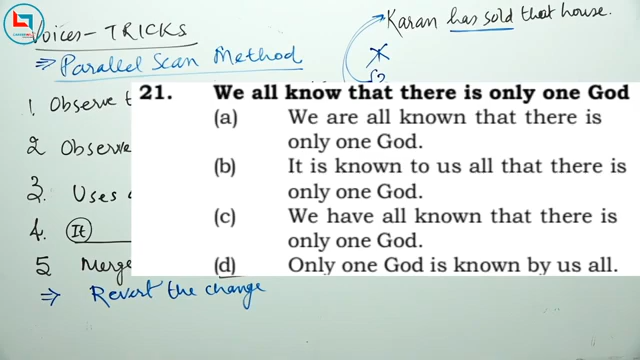 Voices - TRICKS
Karan has sold that house.
⇒ Parallel Scan Method
1. Observe
2 Observe
3. Uses
4. It
5 Merge
⇒ Revert the change
21. We all know that there is only one God
(a) We are all known that there is
only one God.
(b) It is known to us all that there is
only one God.
(c) We have all known that there is
only one God.
(d) Only one God is known by us all.